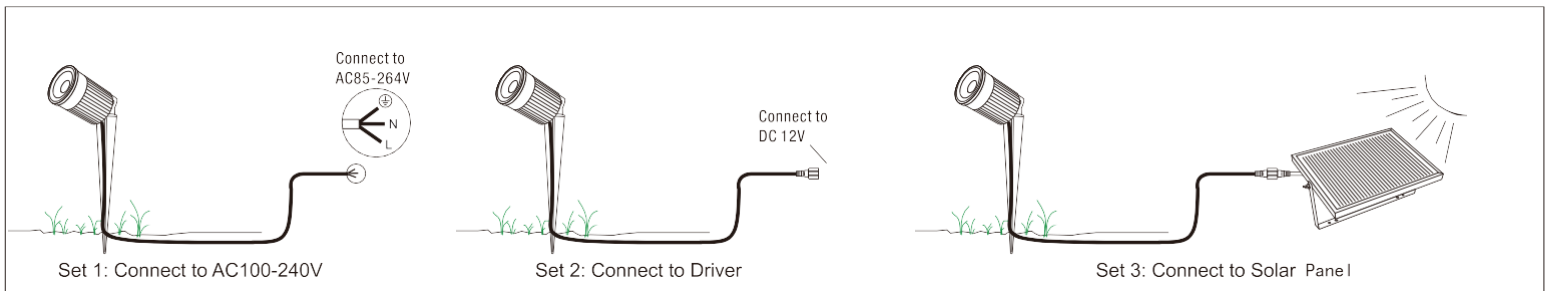 Connect to
AC85-264V
⏚
N
L
Set 1: Connect to AC100-240V
Connect to
DC 12V
Set 2: Connect to Driver
Set 3: Connect to Solar Panel